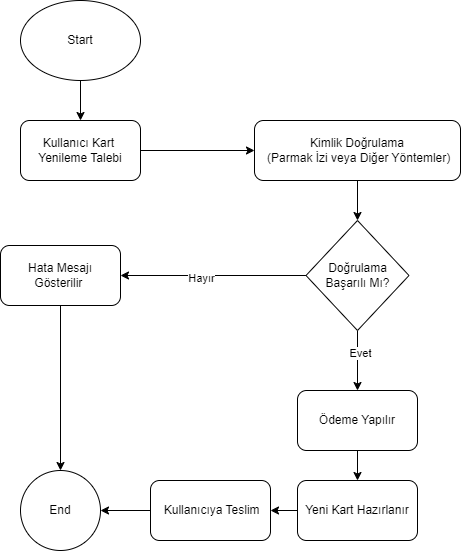 Start
Kullanıcı Kart
Yenileme Talebi
Kimlik Doğrulama
(Parmak İzi veya Diğer Yöntemler)
Doğrulama
Başarılı Mı?
Hayır
Hata Mesajı
Gösterilir
Evet
Ödeme Yapılır
Yeni Kart Hazırlanır
Kullanıcıya Teslim
End